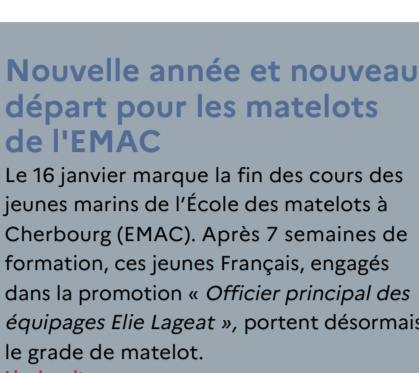 Nouvelle année et nouveau
départ pour les matelots
de l'EMAC
Le 16 janvier marque la fin des cours des
jeunes marins de l’École des matelots à
Cherbourg (EMAC). Après 7 semaines de
formation, ces jeunes Français, engagés
dans la promotion « Officier principal des
équipages Elie Lageat », portent désormais
le grade de matelot.